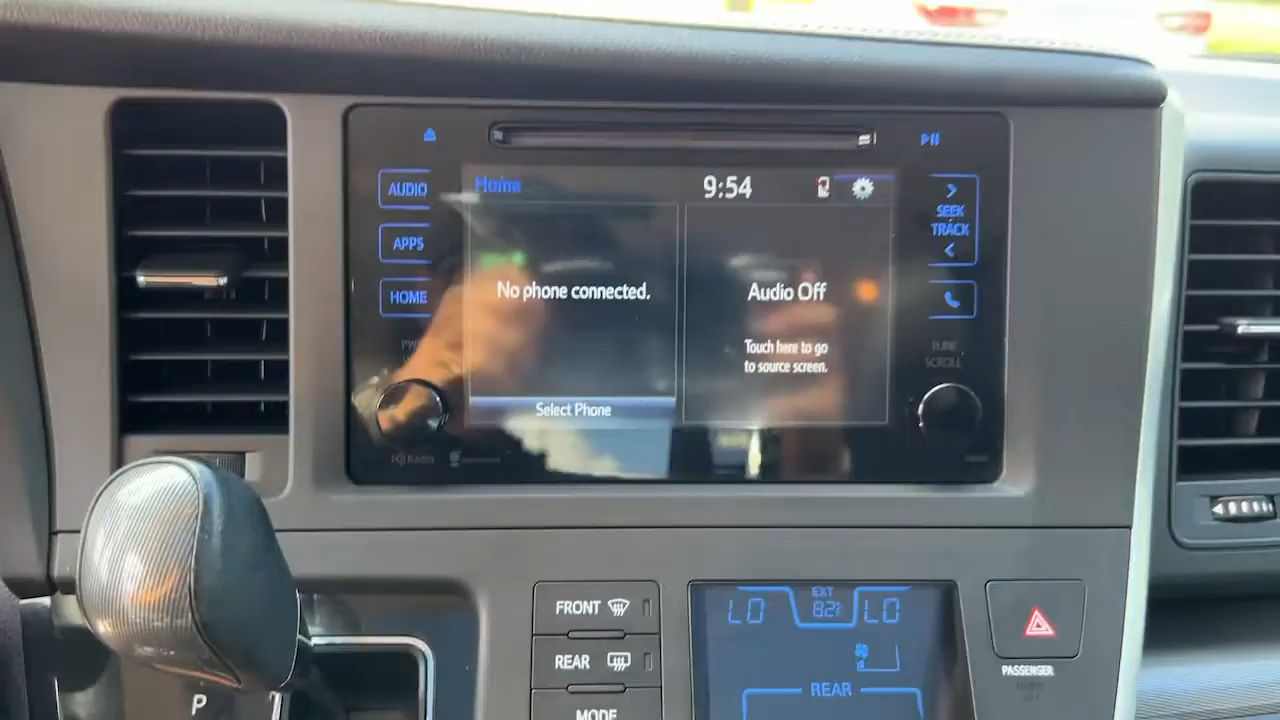 AUDIO
APPS
HOME
Home
9:54
No phone connected.
Select Phone
Audio Off
Touch here to go
to source screen.
SEEK
TRACK
TUNE
SCROLL
FRONT
REAR
MODE
LO
EXT
82°F
LO
REAR
PASSENGER
P